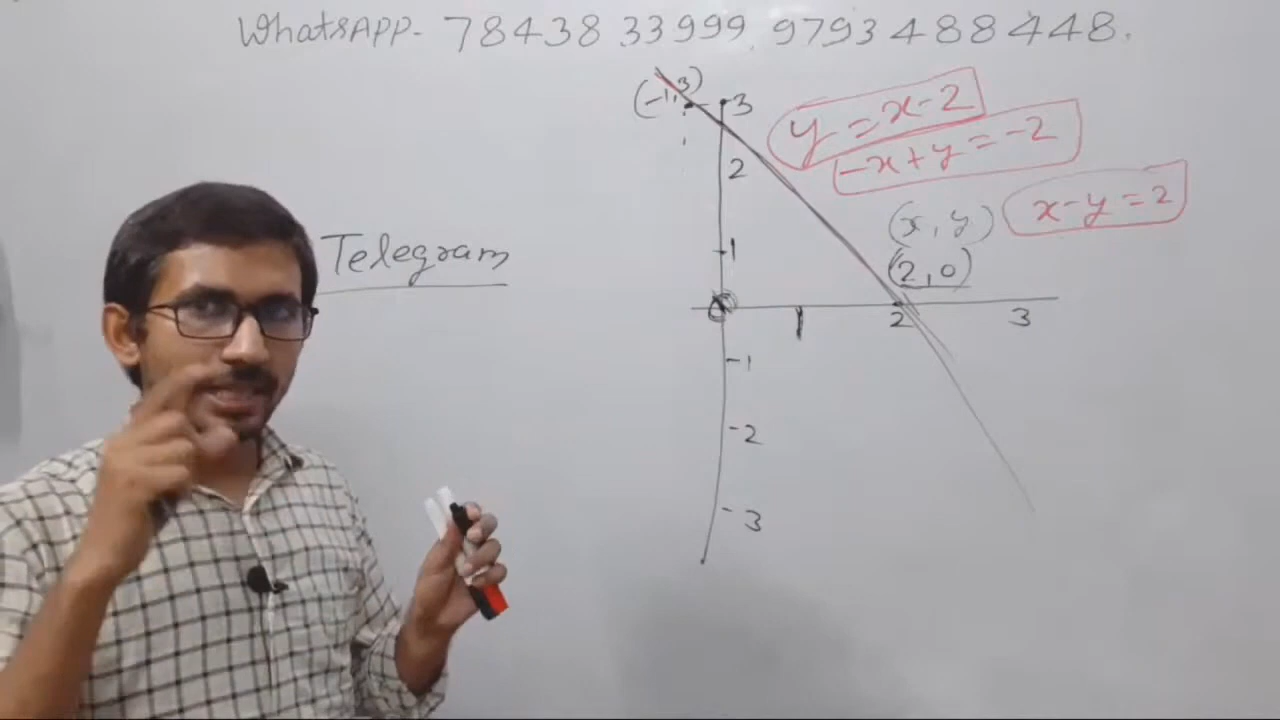 WhatsAPP- 78438 33999, 9793488448.
(-1,3)
3
y = x-2
-x+y = -2
2
x-y = 2
(x, y)
Telegram
1
(2,0)
0
1
2
3
-1
-2
-3